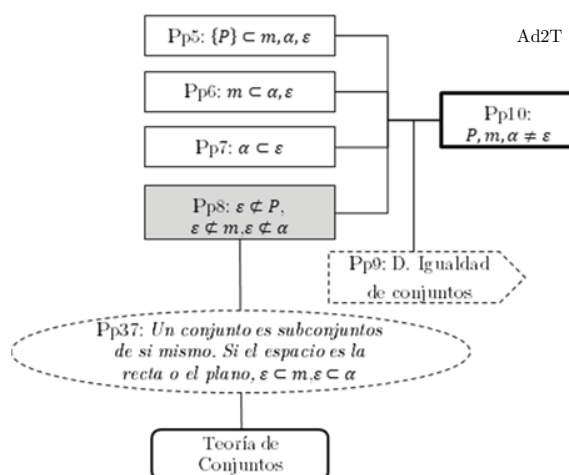 Pp5: {P} ⊂ m, α, ε
Ad2T
Pp6: m ⊂ α, ε
Pp10:
P, m, α ≠ ε
Pp7: α ⊂ ε
Pp8: ε ⊄ P,
ε ⊄ m, ε ⊄ α
Pp9: D. Igualdad
de conjuntos
Pp37: Un conjunto es subconjuntos
de si mismo. Si el espacio es la
recta o el plano, ε ⊂ m, ε ⊂ α
Teoría de
Conjuntos